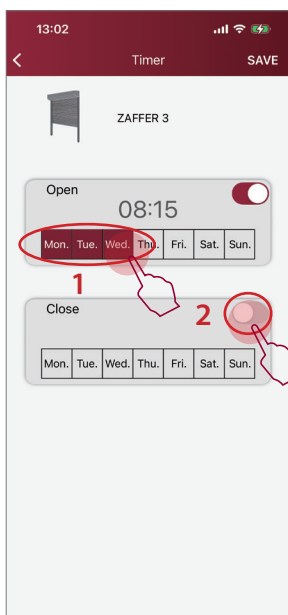 13:02
Timer SAVE
ZAFFER 3
Open
08:15
Mon. Tue. Wed. Thu. Fri. Sat. Sun.
1
Close
2
Mon. Tue. Wed. Thu. Fri. Sat. Sun.